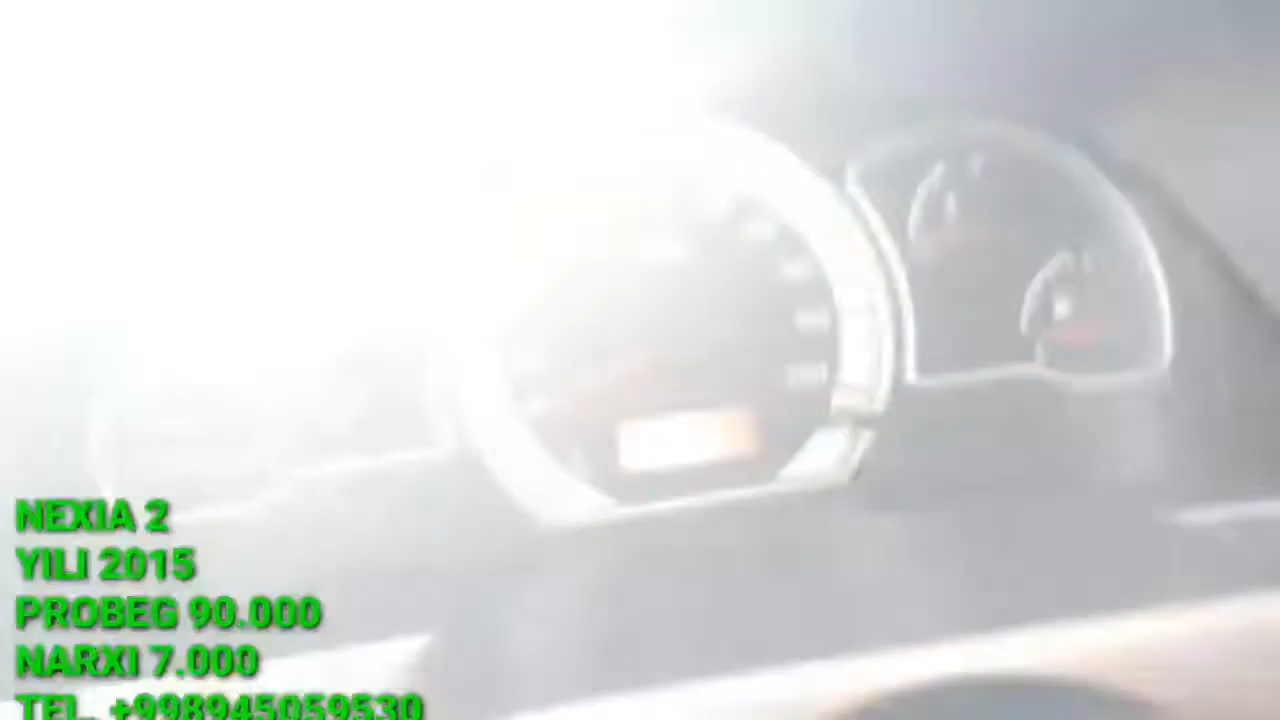 NEXIA 2
YILI 2015
PROBEG 90.000
NARXI 7.000
TEL. +998945059530